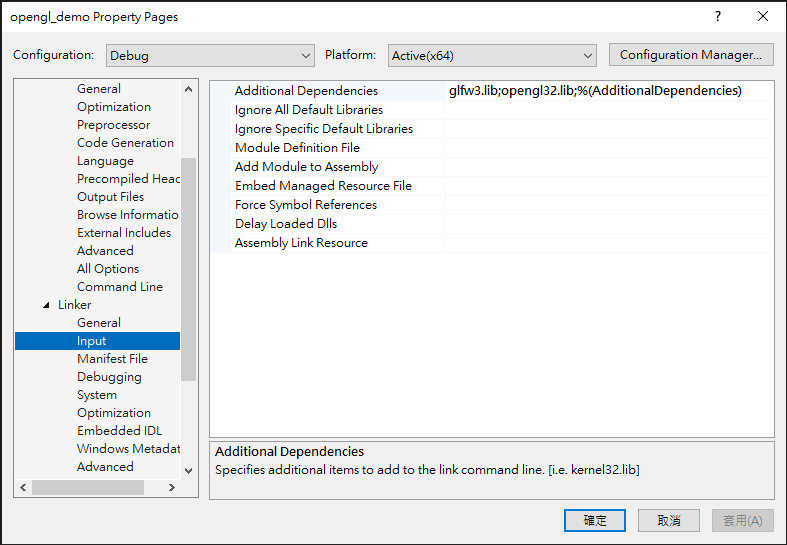 opengl_demo Property Pages
?
Configuration: Debug Platform: Active(x64) Configuration Manager...
General
Optimization
Preprocessor
Code Generation
Language
Precompiled Head
Output Files
Browse Informatio
External Includes
Advanced
All Options
Command Line
Linker
General
Input
Manifest File
Debugging
System
Optimization
Embedded IDL
Windows Metadat
Advanced
Additional Dependencies glfw3.lib;opengl32.lib;%(AdditionalDependencies)
Ignore All Default Libraries
Ignore Specific Default Libraries
Module Definition File
Add Module to Assembly
Embed Managed Resource File
Force Symbol References
Delay Loaded Dlls
Assembly Link Resource
Additional Dependencies
Specifies additional items to add to the link command line. [i.e. kernel32.lib]
確定 取消 套用(A)